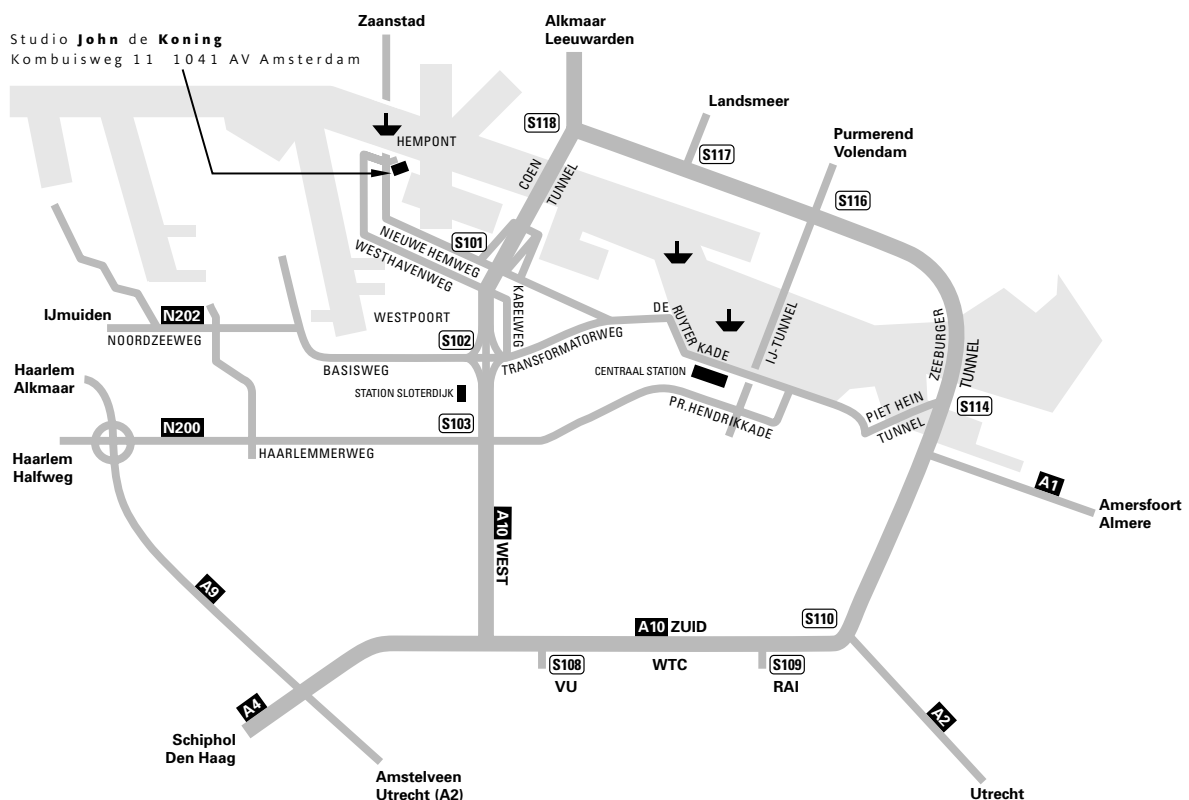 Zaanstad
Alkmaar
Leeuwarden
Studio John de Koning
Kombuisweg 11 1041 AV Amsterdam
Landsmeer
S118
Purmerend
Volendam
HEMPONT
S117
COEN
TUNNEL
S116
S101
NIEUWE HEMWEG
WESTHAVENWEG
KABELWEG
IJmuiden
N202
NOORDZEEWEG
WESTPOORT
DE
RUYTER KADE
IJ-TUNNEL
ZEEBURGER
TUNNEL
S102
TRANSFORMATORWEG
BASISWEG
CENTRAAL STATION
Haarlem
Alkmaar
STATION SLOTERDIJK
PR.HENDRIKKADE
PIET HEIN
TUNNEL
S114
N200
S103
HAARLEMMERWEG
Haarlem
Halfweg
A1
Amersfoort
Almere
A10 WEST
A9
A10 ZUID
S110
S108
VU
WTC
S109
RAI
A4
A2
Schiphol
Den Haag
Amstelveen
Utrecht (A2)
Utrecht